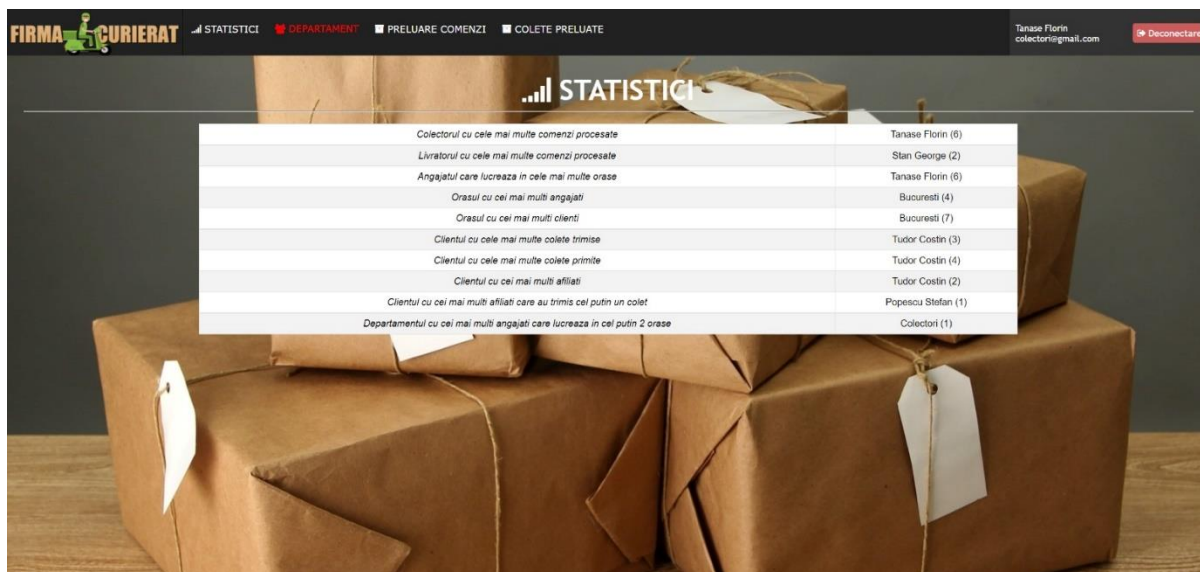 FIRMA CURIERAT
STATISTICI
DEPARTAMENT
PRELUARE COMENZI
COLETE PRELUATE
Tanase Florin
colectori@gmail.com
Deconectare
STATISTICI
Colectorul cu cele mai multe comenzi procesate Tanase Florin (6)
Livratorul cu cele mai multe comenzi procesate Stan George (2)
Angajatul care lucreaza in cele mai multe orase Tanase Florin (6)
Orasul cu cei mai multi angajati Bucuresti (4)
Orasul cu cei mai multi clienti Bucuresti (7)
Clientul cu cele mai multe colete trimise Tudor Costin (3)
Clientul cu cele mai multe colete primite Tudor Costin (4)
Clientul cu cei mai multi afiliati Tudor Costin (2)
Clientul cu cei mai multi afiliati care au trimis cel putin un colet Popescu Stefan (1)
Departamentul cu cei mai multi angajati care lucreaza in cel putin 2 orase Colectori (1)